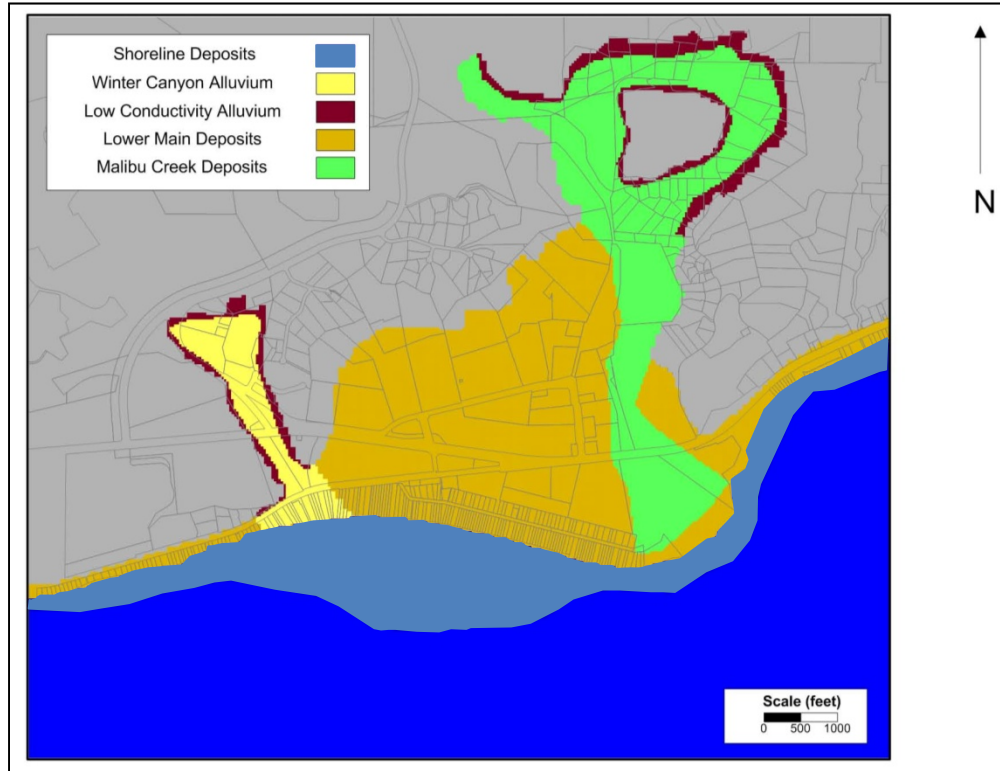 Shoreline Deposits
Winter Canyon Alluvium
Low Conductivity Alluvium
Lower Main Deposits
Malibu Creek Deposits
N
Scale (feet)
0 500 1000